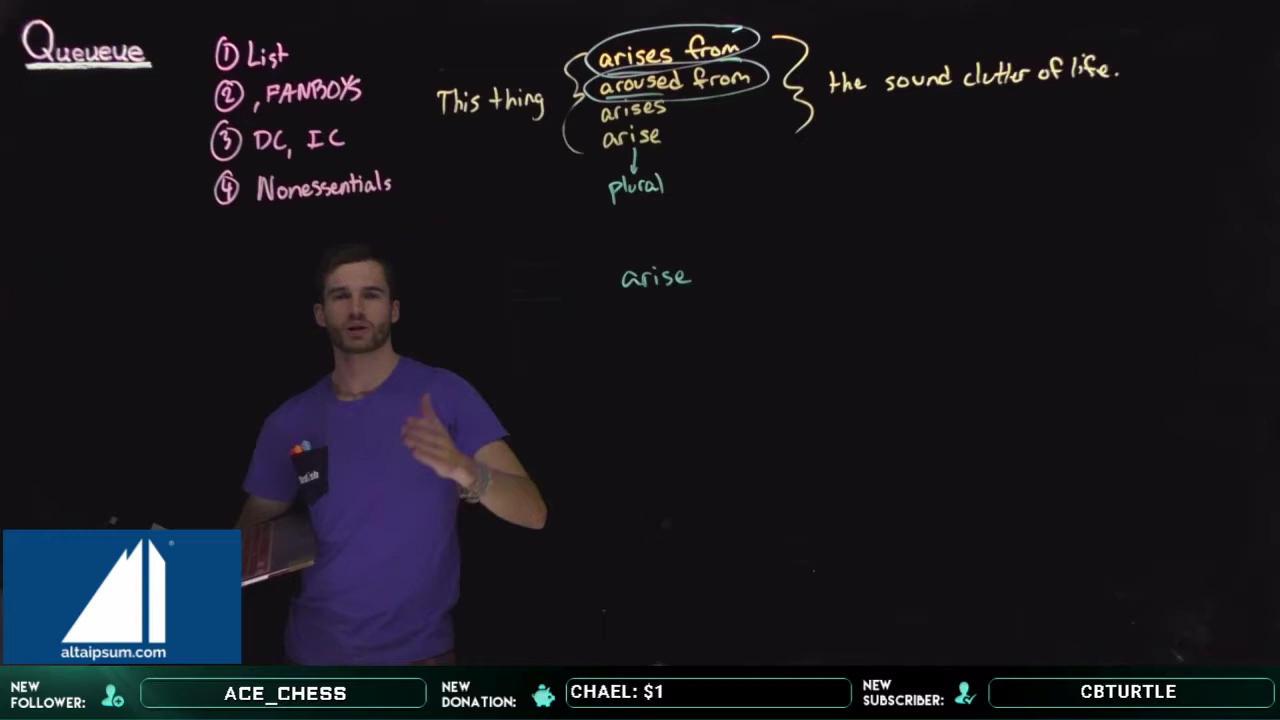 Queueue
① List
② , FANBOYS
③ DC, IC
④ Nonessentials
This thing
arises from
aroused from
arises
arise
plural
the sound clutter of life.
arise
altaipsum.com
NEW FOLLOWER: ACE_CHESS
NEW DONATION: CHAEL: $1
NEW SUBSCRIBER: CBTURTLE